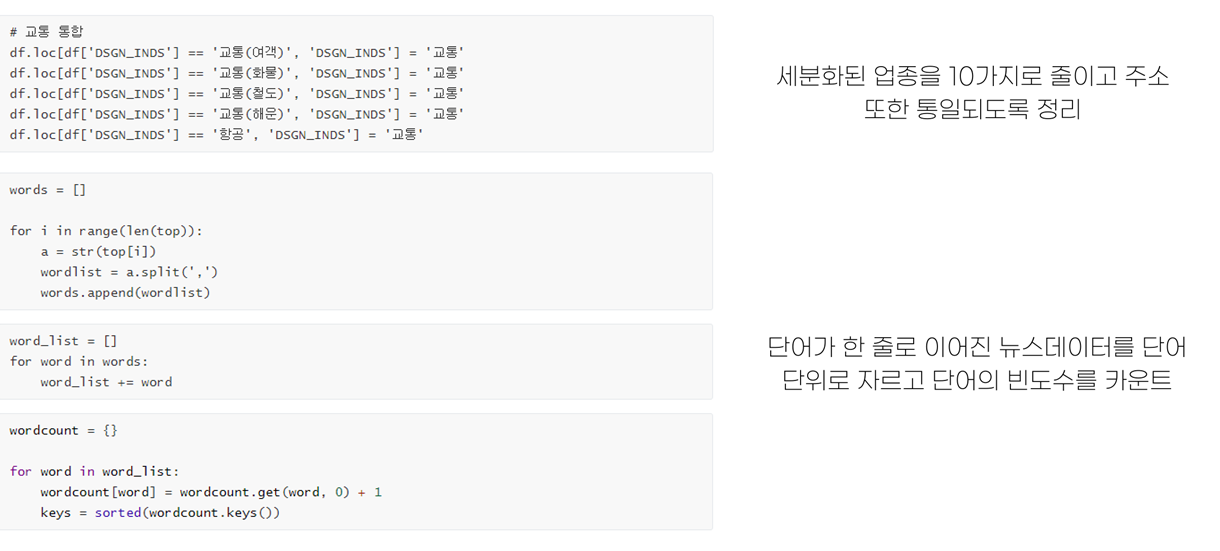 # 교통 통합
df.loc[df['DSGN_INDS'] == '교통(여객)', 'DSGN_INDS'] = '교통'
df.loc[df['DSGN_INDS'] == '교통(화물)', 'DSGN_INDS'] = '교통'
df.loc[df['DSGN_INDS'] == '교통(철도)', 'DSGN_INDS'] = '교통'
df.loc[df['DSGN_INDS'] == '교통(해운)', 'DSGN_INDS'] = '교통'
df.loc[df['DSGN_INDS'] == '항공', 'DSGN_INDS'] = '교통'
세분화된 업종을 10가지로 줄이고 주소
또한 통일되도록 정리
words = []
for i in range(len(top)):
    a = str(top[i])
    wordlist = a.split(',')
    words.append(wordlist)
word_list = []
for word in words:
    word_list += word
wordcount = {}
for word in word_list:
    wordcount[word] = wordcount.get(word, 0) + 1
    keys = sorted(wordcount.keys())
단어가 한 줄로 이어진 뉴스데이터를 단어
단위로 자르고 단어의 빈도수를 카운트